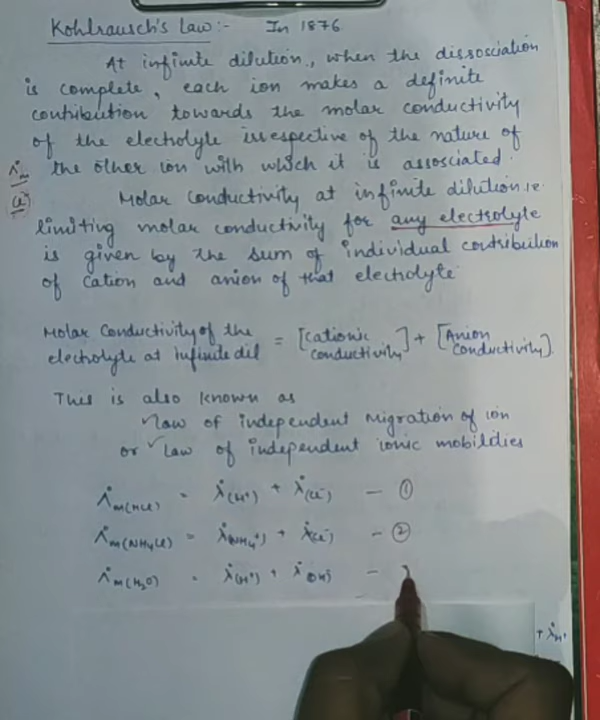 Kohlrausch's Law:- In 1876
At infinite dilution, when the dissosciation
is complete, each ion makes a definite
contribution towards the molar conductivity
of the electrolyte irrespective of the nature of
the other ion with which it is assosciated.
Λ°m
(Cl⁻)
Molar conductivity at infinite dilution i.e
limiting molar conductivity for any electrolyte
is given by the sum of individual contribution
of cation and anion of that electrolyte
Molar Conductivity of the electrolyte at infinite dil = [Cationic conductivity] + [Anion Conductivity].
This is also known as
✓law of independent Migration of ion
or ✓Law of independent ionic mobilities
Λ°m(HCl) = λ°(H⁺) + λ°(Cl⁻) — ①
Λ°m(NH₄Cl) = λ°(NH₄⁺) + λ°(Cl⁻) — ②
Λ°m(H₂O) = λ°(H⁺) + λ°(OH⁻) —